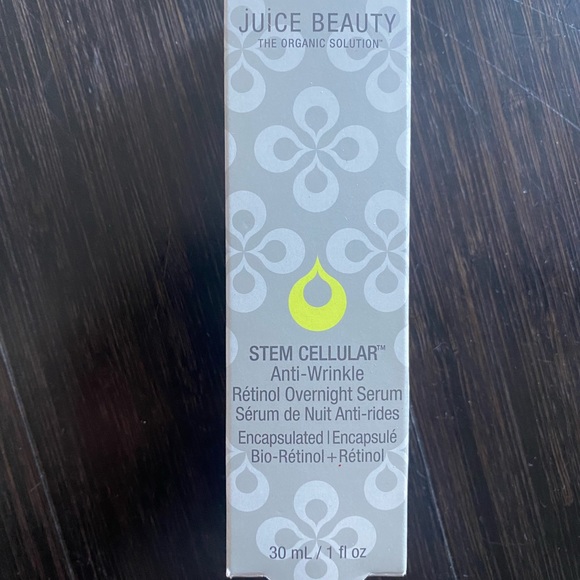 JUICE BEAUTY
THE ORGANIC SOLUTION™
STEM CELLULAR™
Anti-Wrinkle
Rétinol Overnight Serum
Sérum de Nuit Anti-rides
Encapsulated | Encapsulé
Bio-Rétinol + Rétinol
30 mL / 1 fl oz